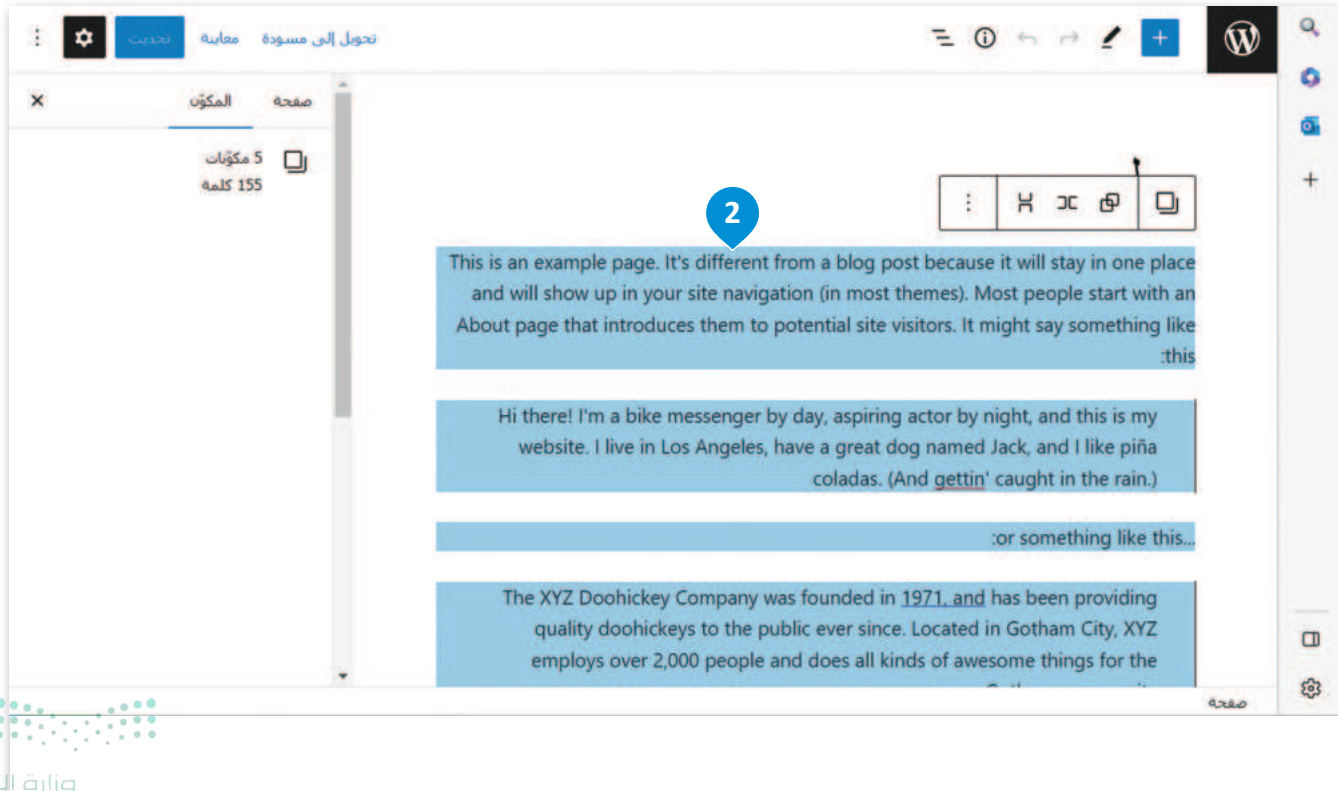 تحويل إلى مسودة
معاينة
تحديث
صفحة
المكوّن
5 مكوّنات
155 كلمة
2
This is an example page. It's different from a blog post because it will stay in one place
and will show up in your site navigation (in most themes). Most people start with an
About page that introduces them to potential site visitors. It might say something like
:this
Hi there! I'm a bike messenger by day, aspiring actor by night, and this is my
website. I live in Los Angeles, have a great dog named Jack, and I like piña
coladas. (And gettin' caught in the rain.)
:or something like this...
The XYZ Doohickey Company was founded in 1971, and has been providing
quality doohickeys to the public ever since. Located in Gotham City, XYZ
employs over 2,000 people and does all kinds of awesome things for the
صفحة
وزارة